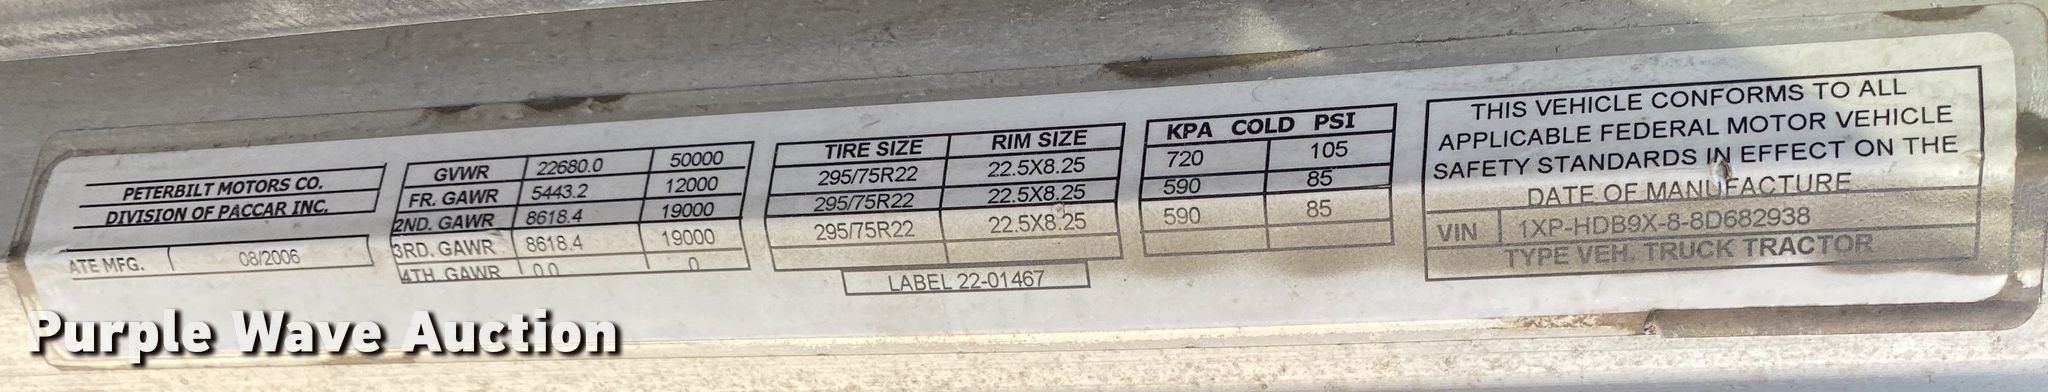 PETERBILT MOTORS CO.
DIVISION OF PACCAR INC.
ATE MFG. 08/2006
GVWR 22680.0 50000
FR. GAWR 5443.2 12000
2ND. GAWR 8618.4 19000
3RD. GAWR 8618.4 19000
4TH. GAWR 0.0 0
TIRE SIZE RIM SIZE
295/75R22 22.5X8.25
295/75R22 22.5X8.25
295/75R22 22.5X8.25
LABEL 22-01467
KPA COLD PSI
720 105
590 85
590 85
THIS VEHICLE CONFORMS TO ALL
APPLICABLE FEDERAL MOTOR VEHICLE
SAFETY STANDARDS IN EFFECT ON THE
DATE OF MANUFACTURE
VIN 1XP-HDB9X-8-8D682938
TYPE VEH. TRUCK TRACTOR
Purple Wave Auction